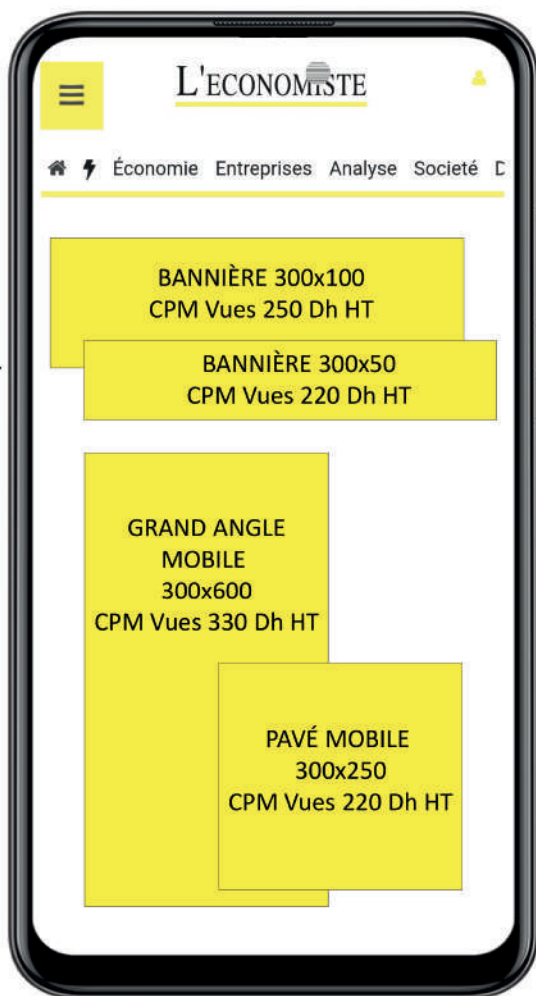 L'ECONOMISTE
Économie Entreprises Analyse Societé D
BANNIÈRE 300x100
CPM Vues 250 Dh HT
BANNIÈRE 300x50
CPM Vues 220 Dh HT
GRAND ANGLE
MOBILE
300x600
CPM Vues 330 Dh HT
PAVÉ MOBILE
300x250
CPM Vues 220 Dh HT